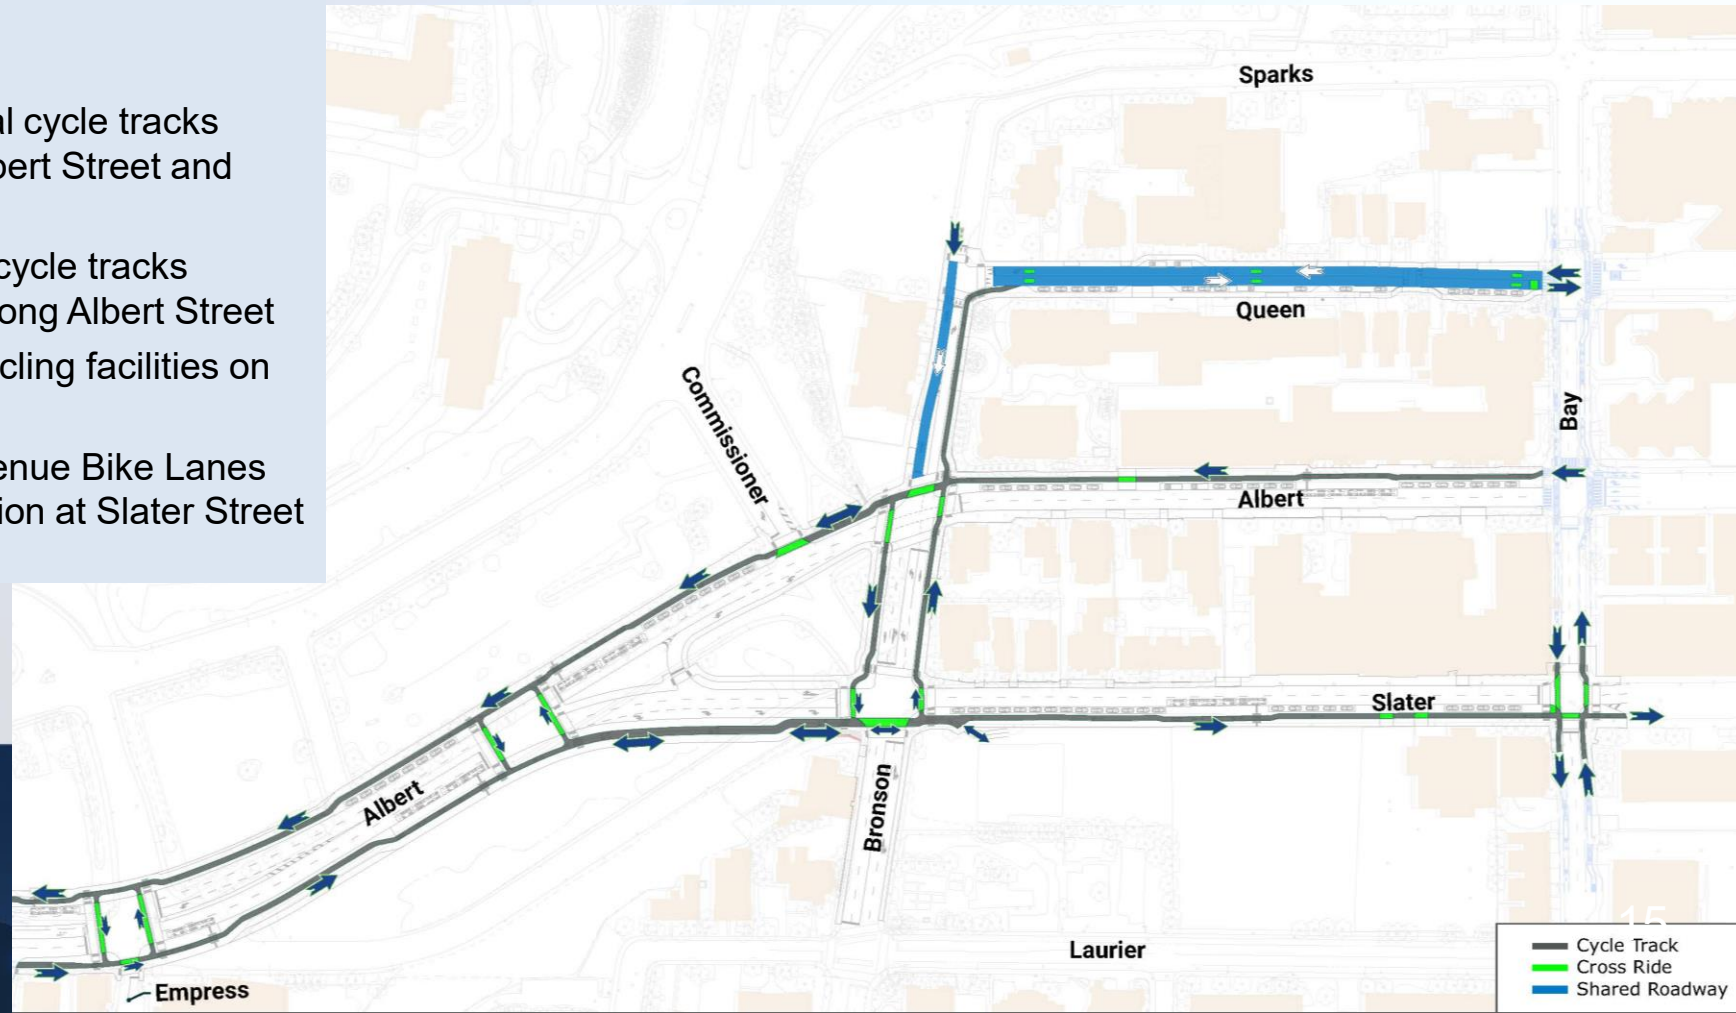 al cycle tracks
bert Street and
cycle tracks
ong Albert Street
cling facilities on
enue Bike Lanes
ion at Slater Street
Sparks
Queen
Commissioner
Bay
Albert
Slater
Albert
Bronson
Laurier
Empress
15
Cycle Track
Cross Ride
Shared Roadway